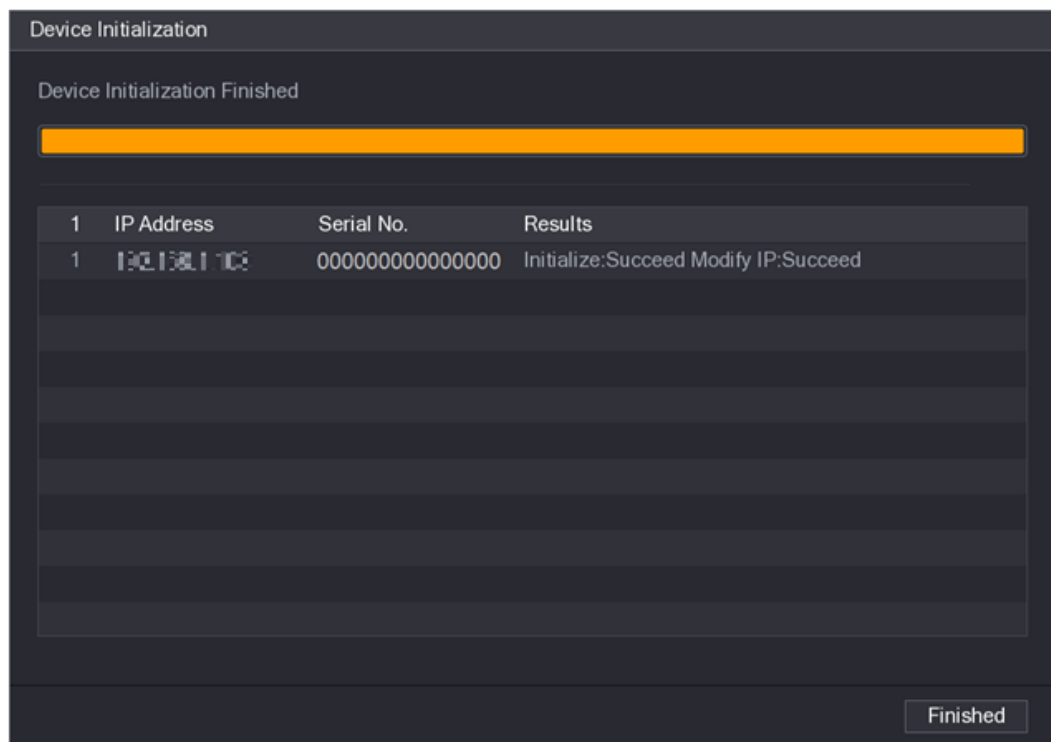 Device Initialization
Device Initialization Finished
1 IP Address Serial No. Results
1 000000000000000 Initialize:Succeed Modify IP:Succeed
Finished